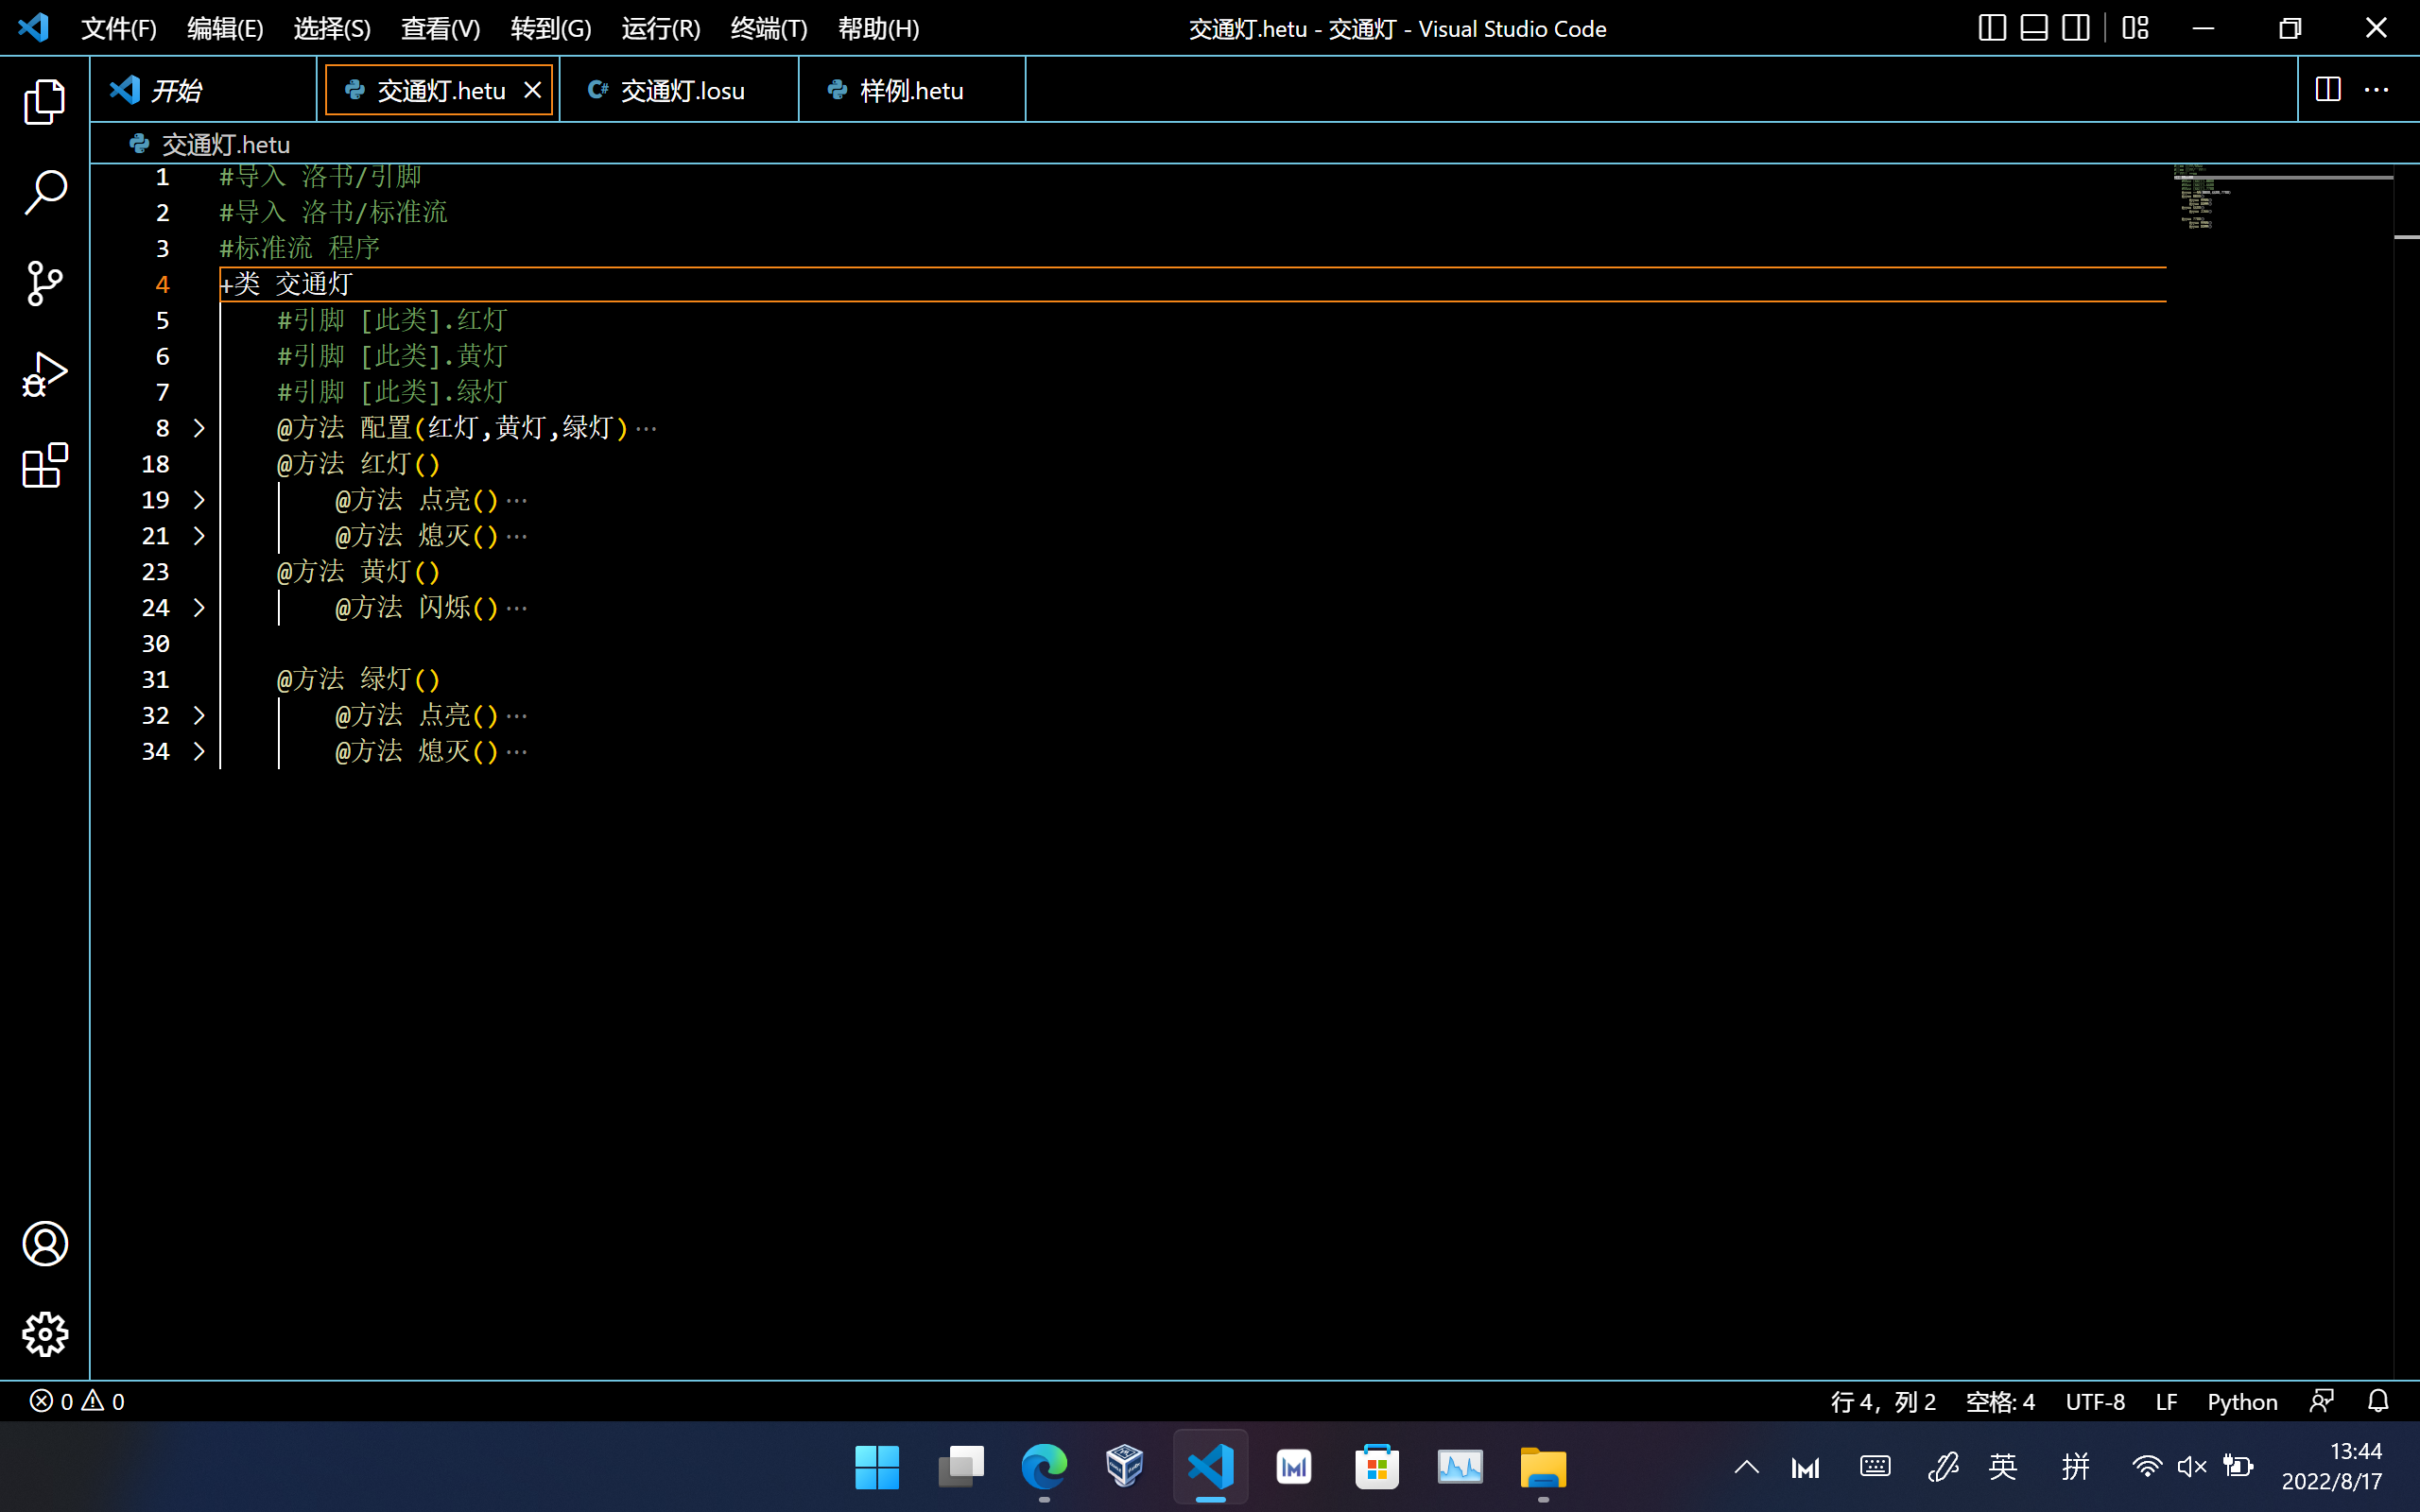 文件(F) 编辑(E) 选择(S) 查看(V) 转到(G) 运行(R) 终端(T) 帮助(H) 交通灯.hetu - 交通灯 - Visual Studio Code
开始 交通灯.hetu 交通灯.losu 样例.hetu
交通灯.hetu
1 #导入 洛书/引脚
2 #导入 洛书/标准流
3 #标准流 程序
4 +类 交通灯
5 #引脚 [此类].红灯
6 #引脚 [此类].黄灯
7 #引脚 [此类].绿灯
8 @方法 配置(红灯,黄灯,绿灯)…
18 @方法 红灯()
19 @方法 点亮()…
21 @方法 熄灭()…
23 @方法 黄灯()
24 @方法 闪烁()…
30
31 @方法 绿灯()
32 @方法 点亮()…
34 @方法 熄灭()…
0 0 行 4，列 2 空格: 4 UTF-8 LF Python
英 拼 13:44
2022/8/17